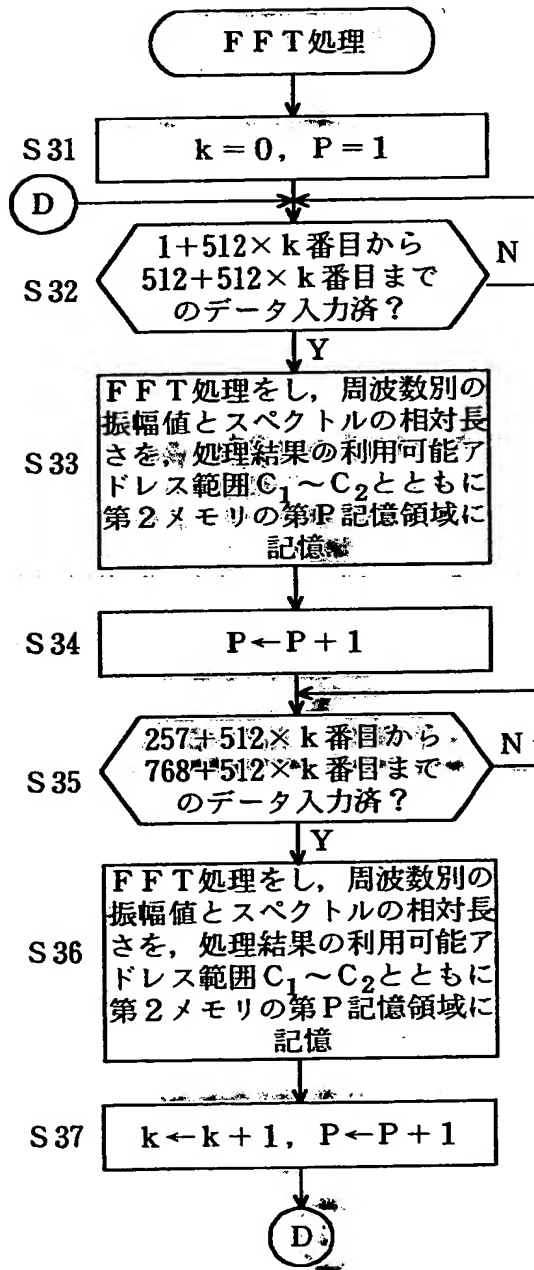 ＦＦＴ処理
S31
k＝0，P＝1
D
S32
1＋512×k番目から
512＋512×k番目まで
のデータ入力済？
N
Y
S33
ＦＦＴ処理をし，周波数別の
振幅値とスペクトルの相対長
さを，処理結果の利用可能ア
ドレス範囲C₁～C₂とともに
第2メモリの第P記憶領域に
記憶
S34
P←P＋1
S35
257＋512×k番目から
768＋512×k番目まで
のデータ入力済？
N
Y
S36
ＦＦＴ処理をし，周波数別の
振幅値とスペクトルの相対長
さを，処理結果の利用可能ア
ドレス範囲C₁～C₂とともに
第2メモリの第P記憶領域に
記憶
S37
k←k＋1，P←P＋1
D